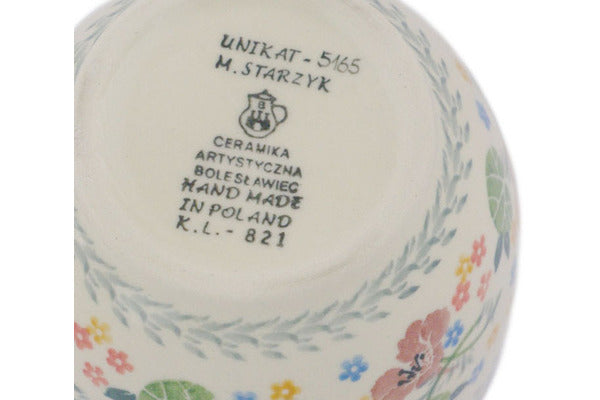 UNIKAT - 5165
M. STARZYK
B
CERAMIKA
ARTYSTYCZNA
BOLESŁAWIEC
HAND MADE
IN POLAND
K.L.- 821